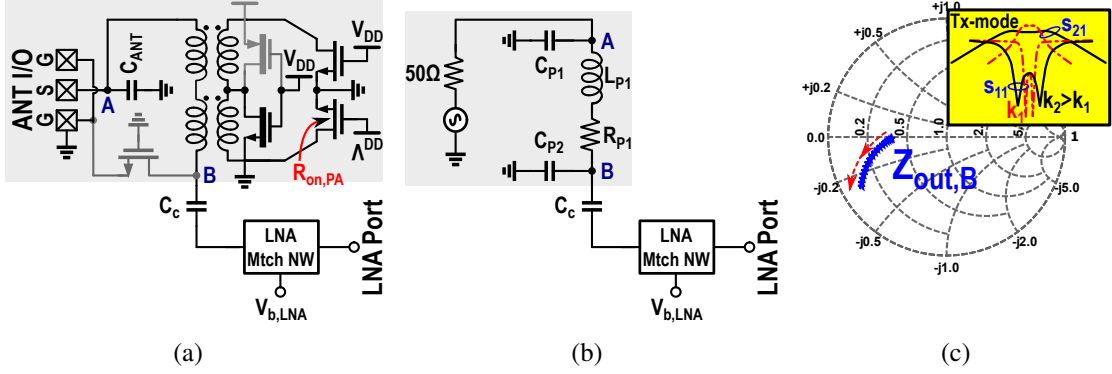 ANT I/O
G
S
G
C_ANT
A
B
V_DD
V_DD
V_DD
R_on,PA
C_c
LNA
Mtch NW
V_b,LNA
LNA Port
(a)
50Ω
S
C_P1
A
L_P1
R_P1
C_P2
B
C_c
LNA
Mtch NW
V_b,LNA
LNA Port
(b)
Tx-mode
s21
s11
k1
k2>k1
j0.5
j0.2
0.0
0.2
0.5
1.0
2.0
5.0
1
-j0.2
-j0.5
-j1.0
-j2.0
-j5.0
Z_out,B
(c)